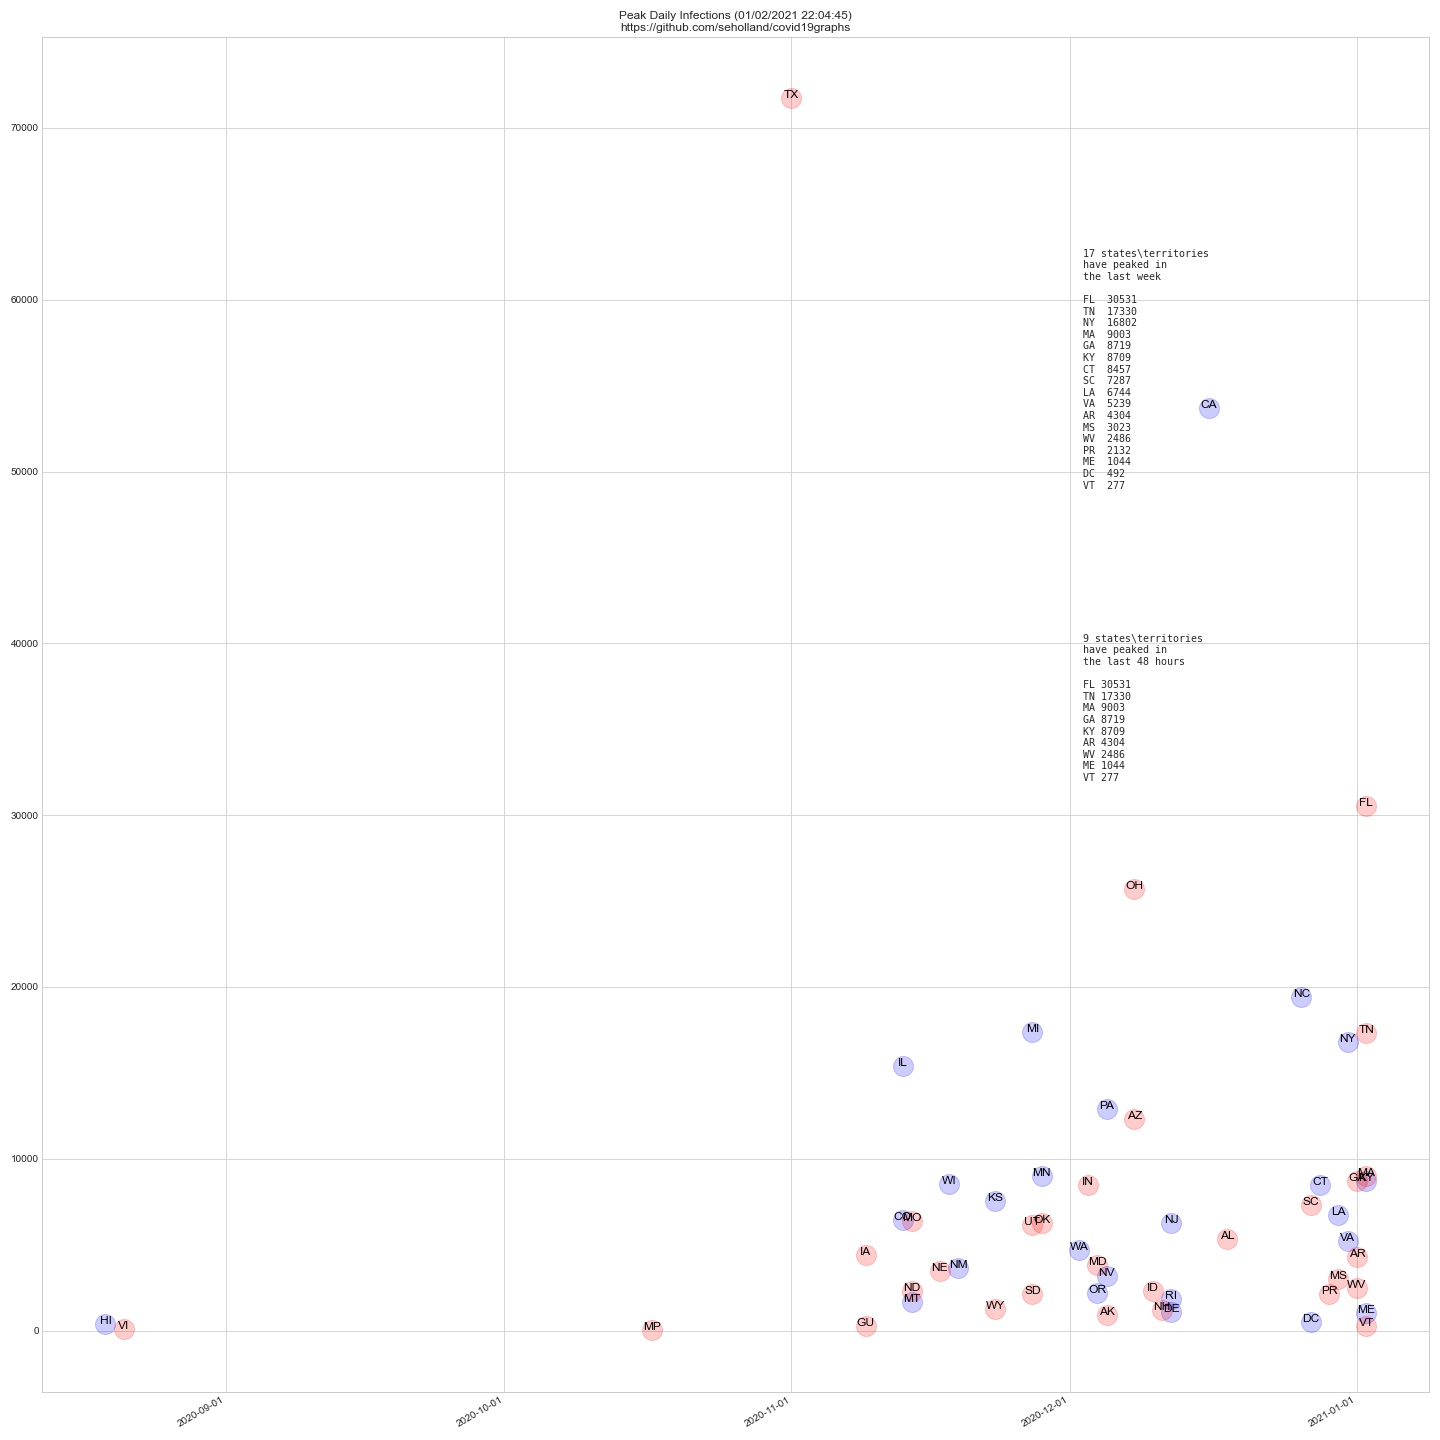 Peak Daily Infections (01/02/2021 22:04:45)
https://github.com/seholland/covid19graphs
TX
70000
17 states\territories
have peaked in
the last week
60000
FL  30531
TN  17330
NY  16802
MA  9003
GA  8719
KY  8709
CT  8457
SC  7287
LA  6744
VA  5239
AR  4304
MS  3023
WV  2486
PR  2132
ME  1044
DC  492
VT  277
CA
50000
40000
9 states\territories
have peaked in
the last 48 hours
FL 30531
TN 17330
MA 9003
GA 8719
KY 8709
AR 4304
WV 2486
ME 1044
VT 277
30000
FL
OH
20000
NC
MI
TN
NY
IL
PA
AZ
10000
MN
MA
GA
KY
WI
IN
CT
KS
SC
LA
CO
MO
UT
OK
NJ
AL
VA
WA
IA
AR
MD
NE
NM
NV
MS
ND
MT
OR
SD
ID
WV
PR
RI
WY
NH
DE
AK
ME
HI
VI
MP
GU
DC
VT
0
2020-09-01
2020-10-01
2020-11-01
2020-12-01
2021-01-01